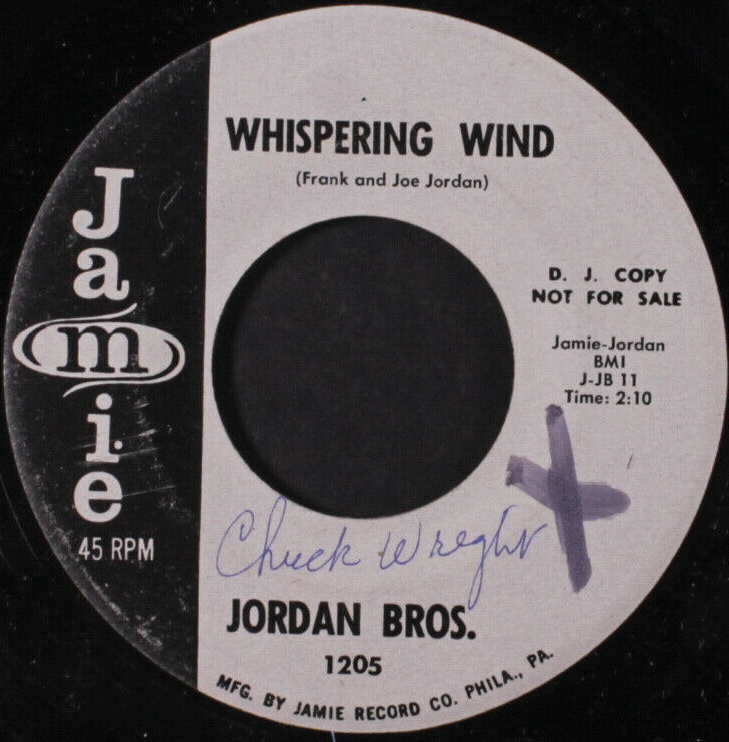 WHISPERING WIND
(Frank and Joe Jordan)
Jamie
45 RPM
D. J. COPY
NOT FOR SALE
Jamie-Jordan
BMI
J-JB 11
Time: 2:10
Chuck Wright
JORDAN BROS.
1205
MFG. BY JAMIE RECORD CO. PHILA., PA.